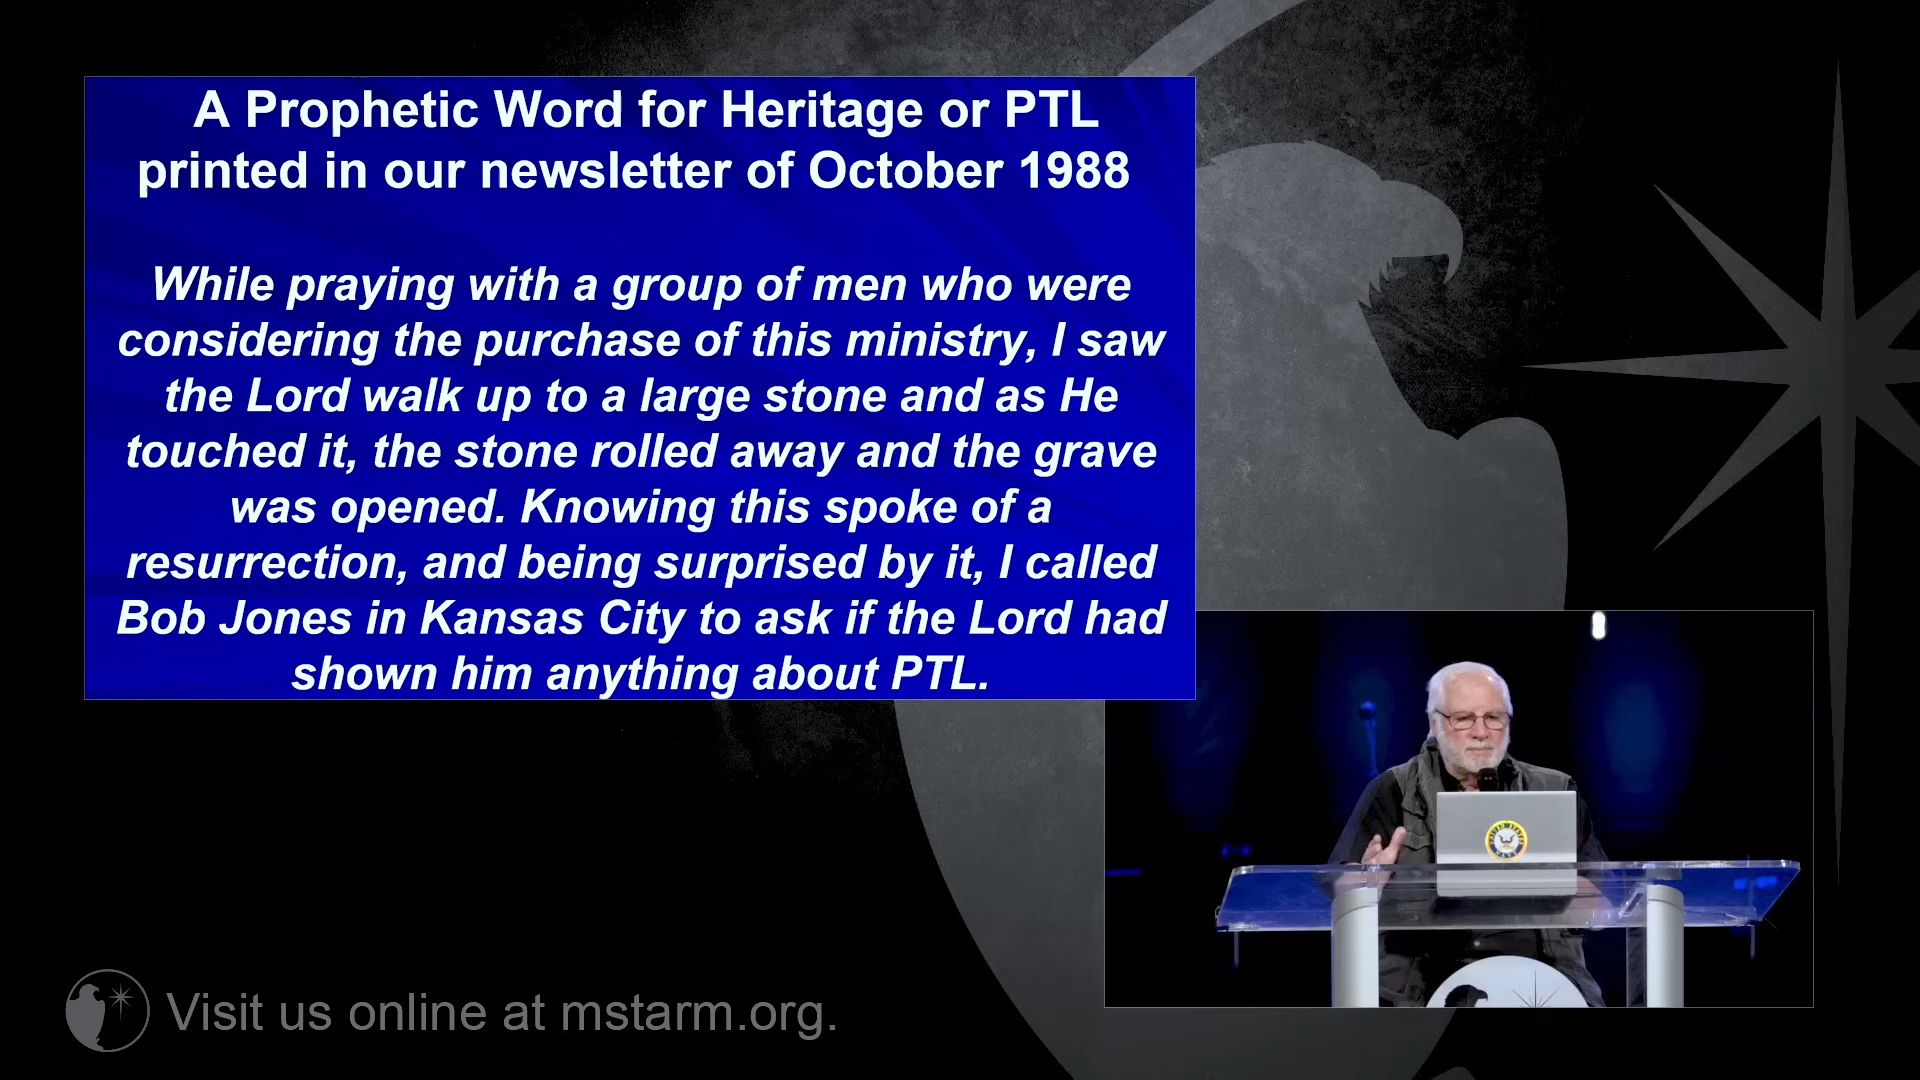 A Prophetic Word for Heritage or PTL
printed in our newsletter of October 1988
While praying with a group of men who were
considering the purchase of this ministry, I saw
the Lord walk up to a large stone and as He
touched it, the stone rolled away and the grave
was opened. Knowing this spoke of a
resurrection, and being surprised by it, I called
Bob Jones in Kansas City to ask if the Lord had
shown him anything about PTL.
UNITED STATES
NAVY
Visit us online at mstarm.org.